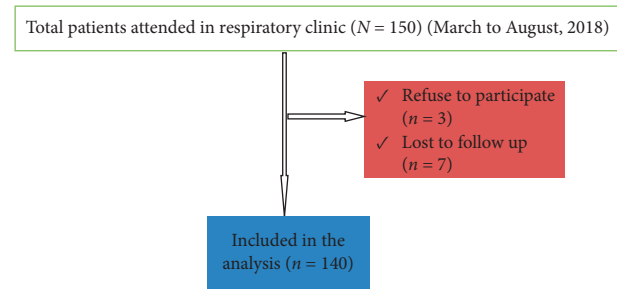 Total patients attended in respiratory clinic (N = 150) (March to August, 2018)
✓ Refuse to participate
(n = 3)
✓ Lost to follow up
(n = 7)
Included in the
analysis (n = 140)